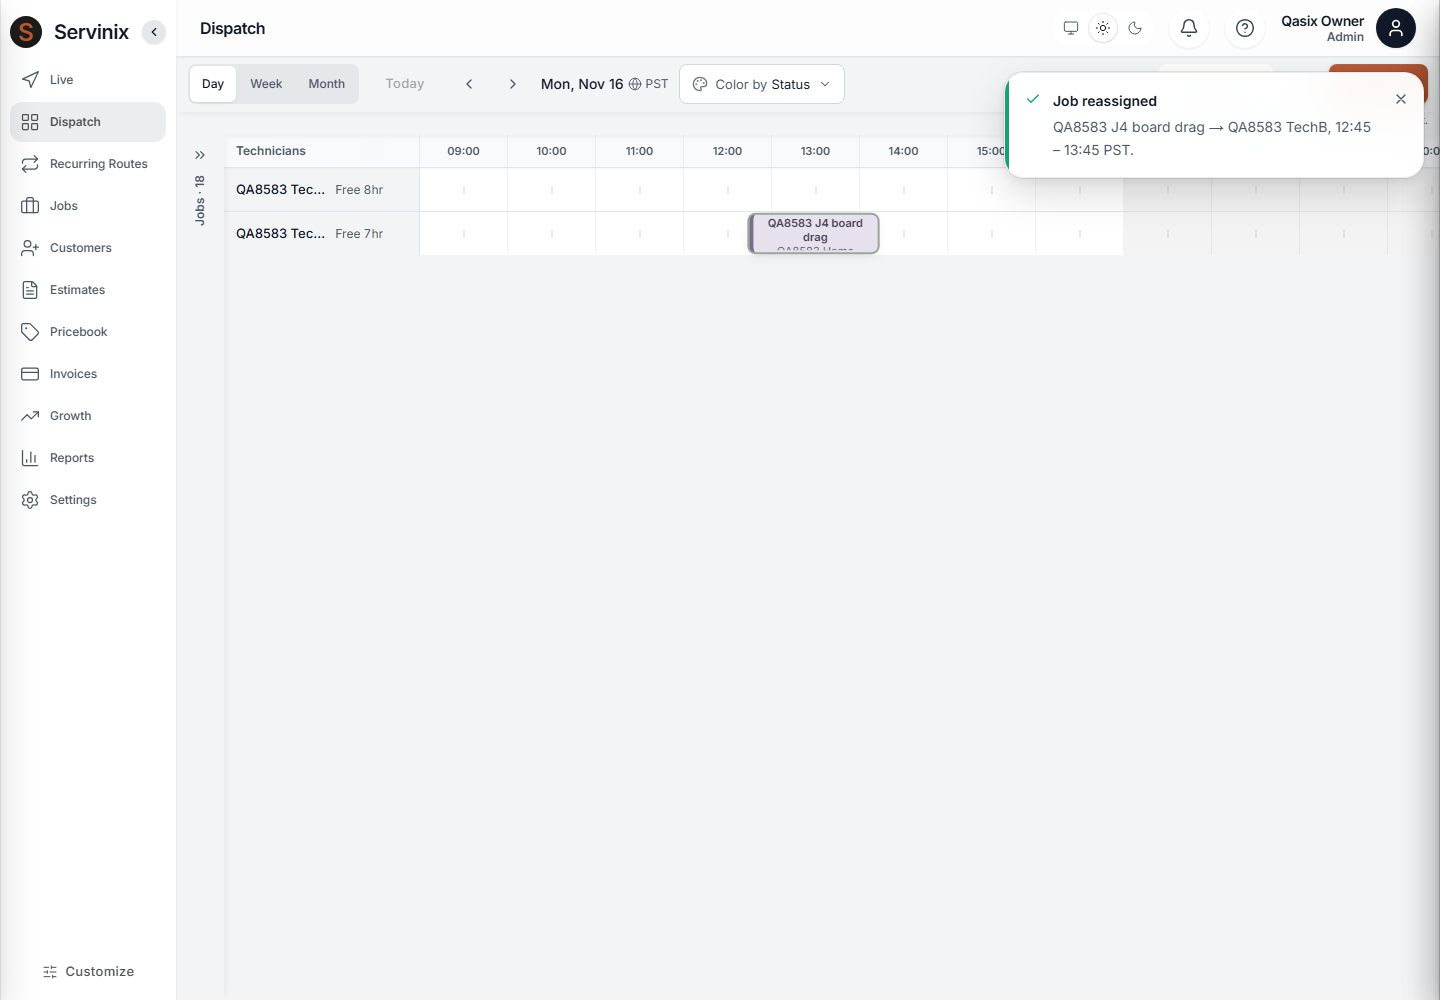 S Servinix
Live
Dispatch
Recurring Routes
Jobs
Customers
Estimates
Pricebook
Invoices
Growth
Reports
Settings
Customize
Dispatch
Qasix Owner
Admin
Day Week Month Today Mon, Nov 16 PST Color by Status
Job reassigned
QA8583 J4 board drag → QA8583 TechB, 12:45
– 13:45 PST.
Jobs · 18
Technicians 09:00 10:00 11:00 12:00 13:00 14:00 15:00
QA8583 Tec... Free 8hr
QA8583 Tec... Free 7hr
QA8583 J4 board
drag